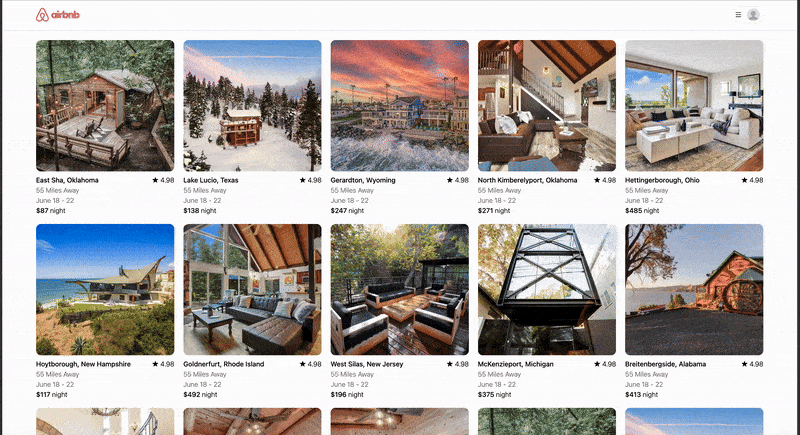 airbnb
East Sha, Oklahoma ★ 4.98
55 Miles Away
June 18 - 22
$87 night
Lake Lucio, Texas ★ 4.98
55 Miles Away
June 18 - 22
$138 night
Gerardton, Wyoming ★ 4.98
55 Miles Away
June 18 - 22
$247 night
North Kimberelyport, Oklahoma ★ 4.98
55 Miles Away
June 18 - 22
$271 night
Hettingerborough, Ohio ★ 4.98
55 Miles Away
June 18 - 22
$485 night
Hoytborough, New Hampshire ★ 4.98
55 Miles Away
June 18 - 22
$117 night
Goldnerfurt, Rhode Island ★ 4.98
55 Miles Away
June 18 - 22
$492 night
West Silas, New Jersey ★ 4.98
55 Miles Away
June 18 - 22
$196 night
McKenzieport, Michigan ★ 4.98
55 Miles Away
June 18 - 22
$375 night
Breitenbergside, Alabama ★ 4.98
55 Miles Away
June 18 - 22
$413 night